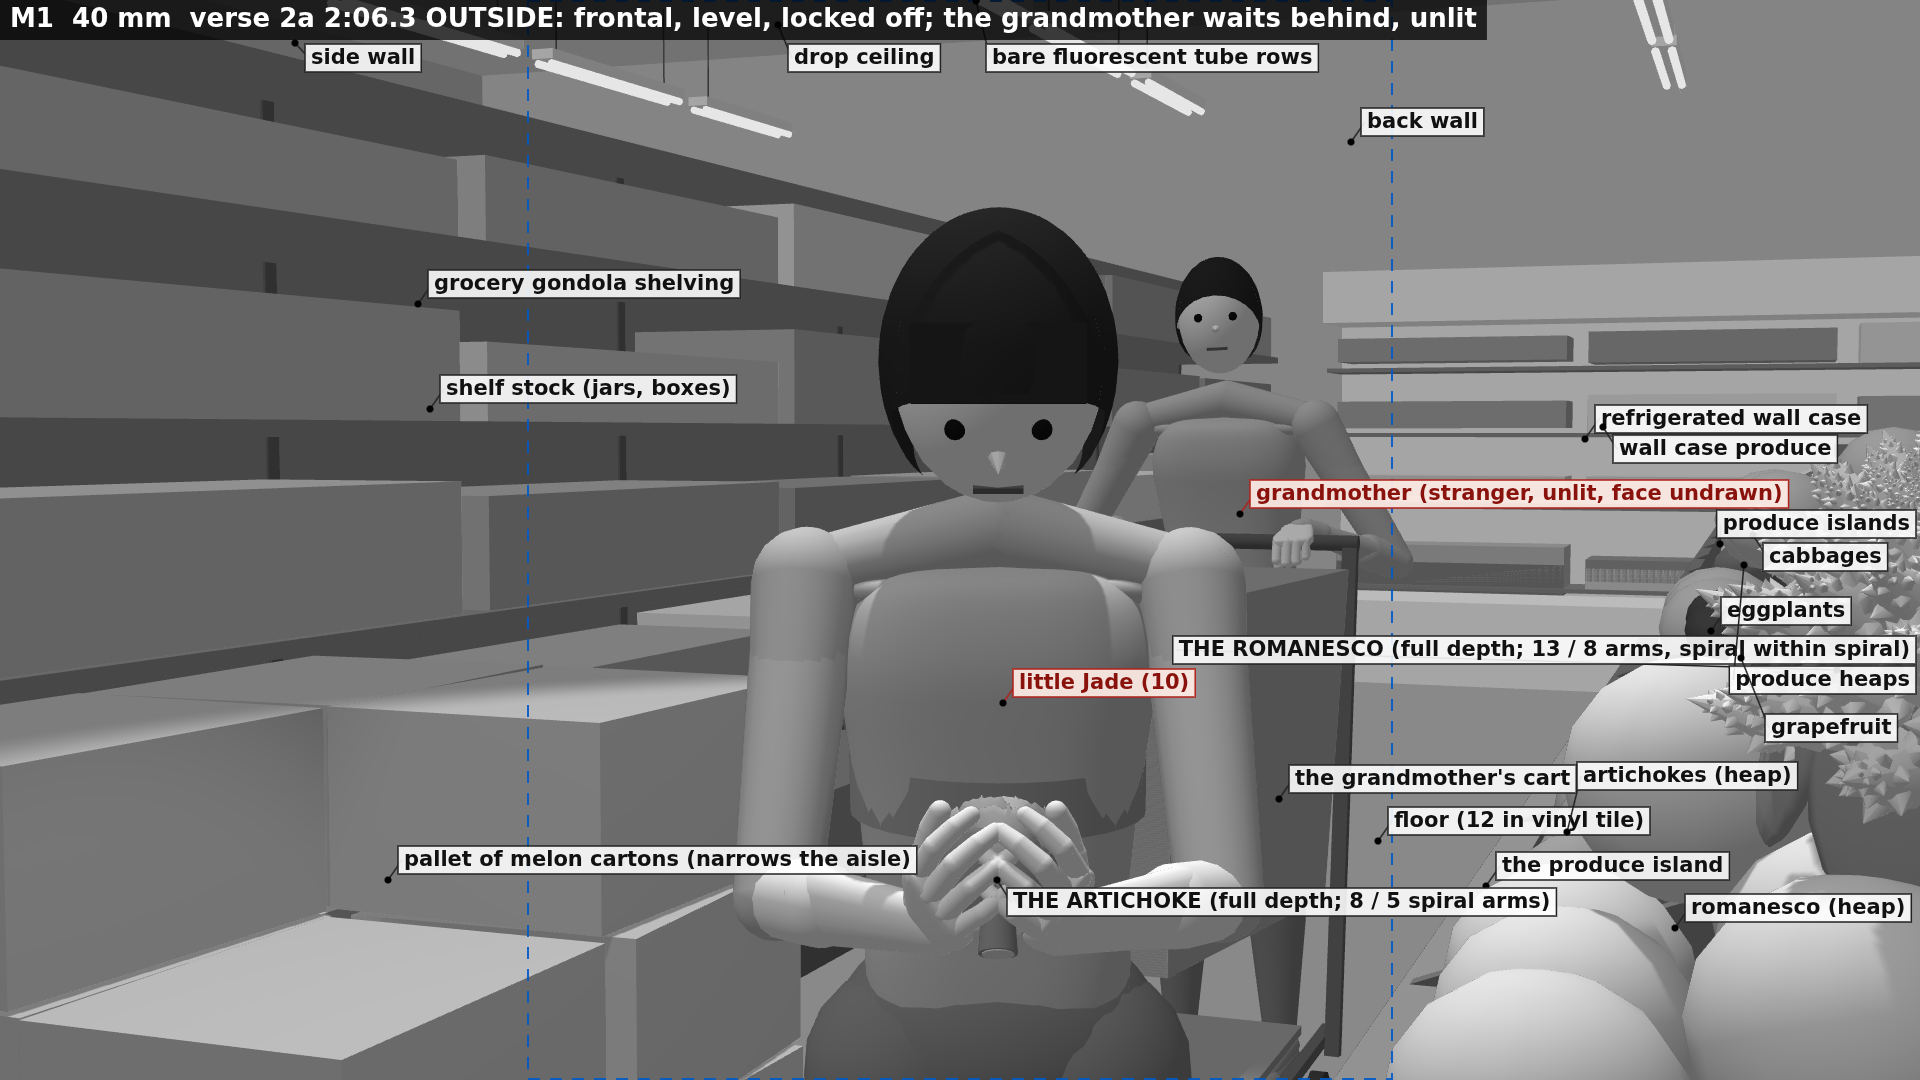 M1  40 mm  verse 2a 2:06.3 OUTSIDE: frontal, level, locked off; the grandmother waits behind, unlit
side wall
drop ceiling
bare fluorescent tube rows
back wall
grocery gondola shelving
shelf stock (jars, boxes)
refrigerated wall case
wall case produce
grandmother (stranger, unlit, face undrawn)
produce islands
cabbages
eggplants
THE ROMANESCO (full depth; 13 / 8 arms, spiral within spiral)
little Jade (10)
produce heaps
grapefruit
the grandmother's cart
artichokes (heap)
floor (12 in vinyl tile)
pallet of melon cartons (narrows the aisle)
the produce island
THE ARTICHOKE (full depth; 8 / 5 spiral arms)
romanesco (heap)